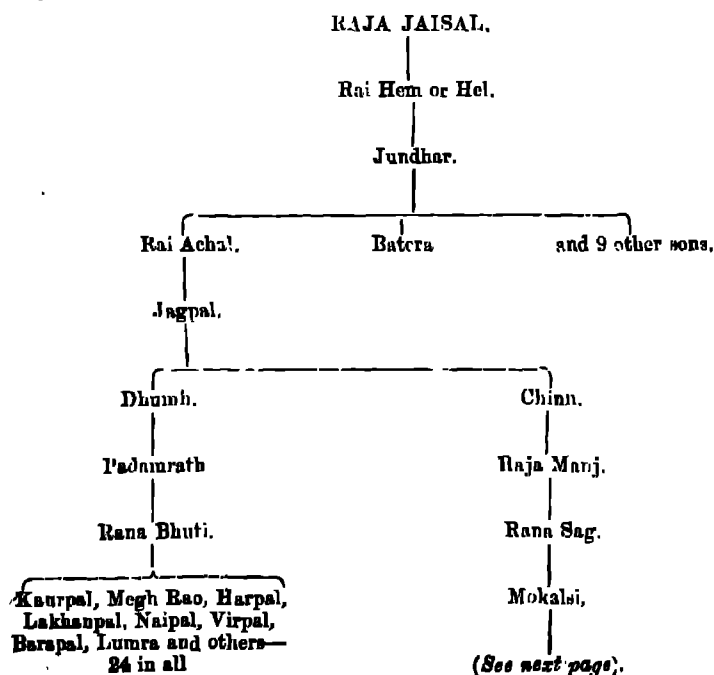 RAJA JAISAL.
Rai Hem or Hel.
Jundhar.
Rai Achal. Batera and 9 other sons.
Jagpal.
Dhumh. Chinn.
Padamrath Raja Manj.
Rana Bhuti. Rana Sag.
Kaurpal, Megh Rao, Harpal,
Lakhanpal, Naipal, Virpal,
Barapal, Lumra and others—
24 in all
Mokalsi,
(See next page).